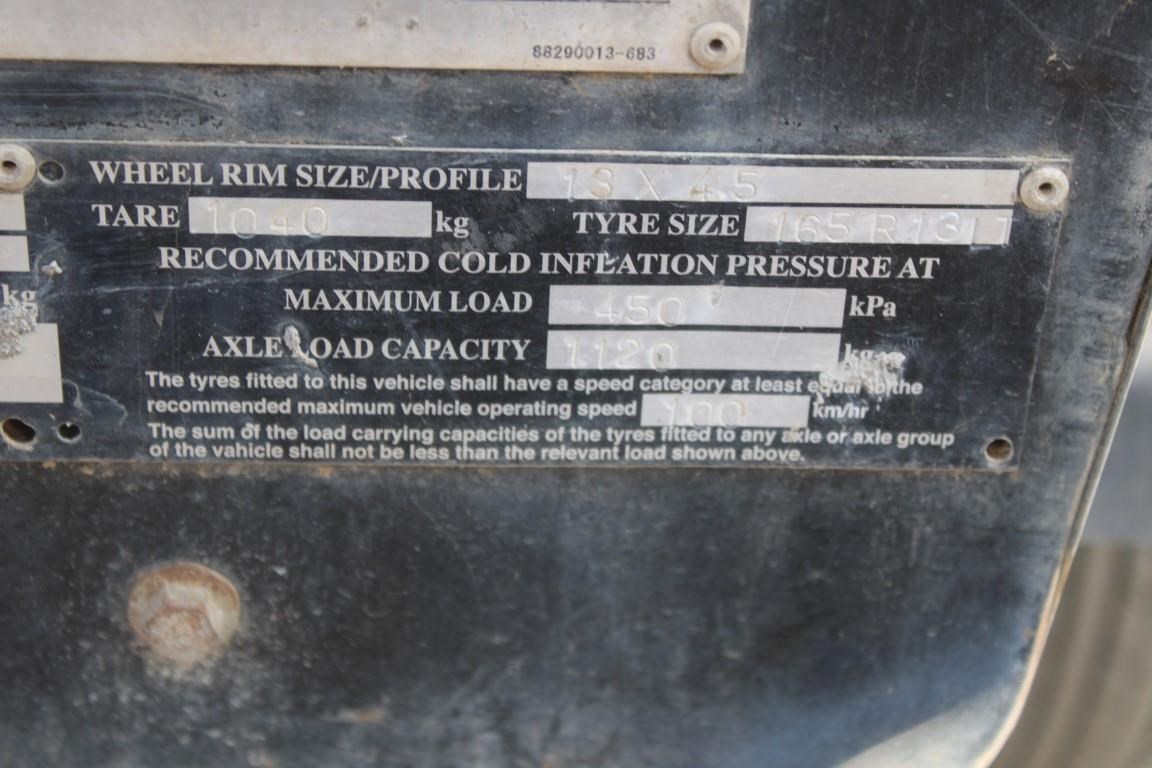 88290013-683
WHEEL RIM SIZE/PROFILE 13 X 4.5
TARE 1040 kg TYRE SIZE 165 R 13 LT
RECOMMENDED COLD INFLATION PRESSURE AT
MAXIMUM LOAD 450 kPa
kg
AXLE LOAD CAPACITY 1120 kg
The tyres fitted to this vehicle shall have a speed category at least equal to the
recommended maximum vehicle operating speed 100 km/hr
The sum of the load carrying capacities of the tyres fitted to any axle or axle group
of the vahicle shall not be less than the relevant load shown above.